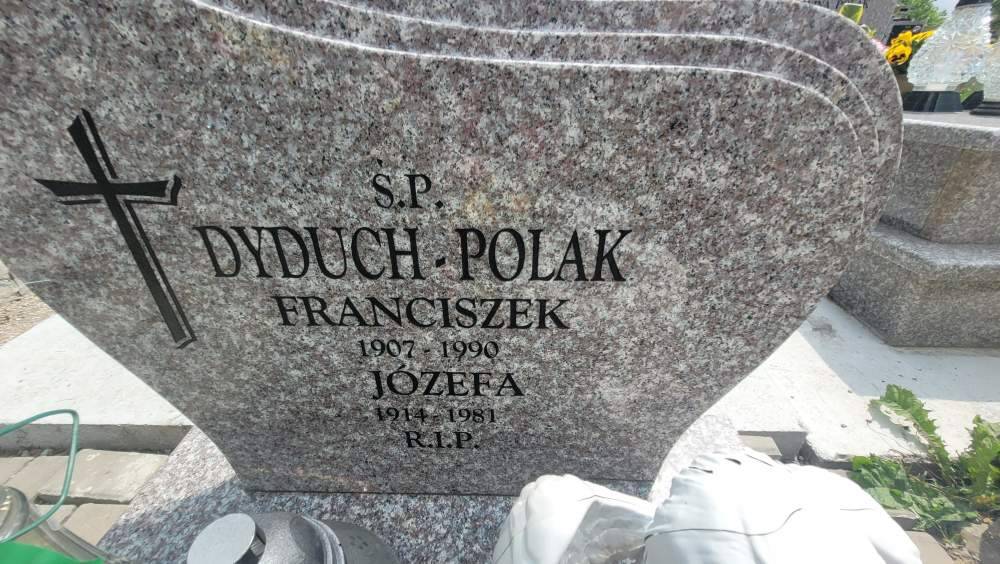 Ś.P.
DYDUCH - POLAK
FRANCISZEK
1907 - 1990
JÓZEFA
1914 - 1981
R.I.P.